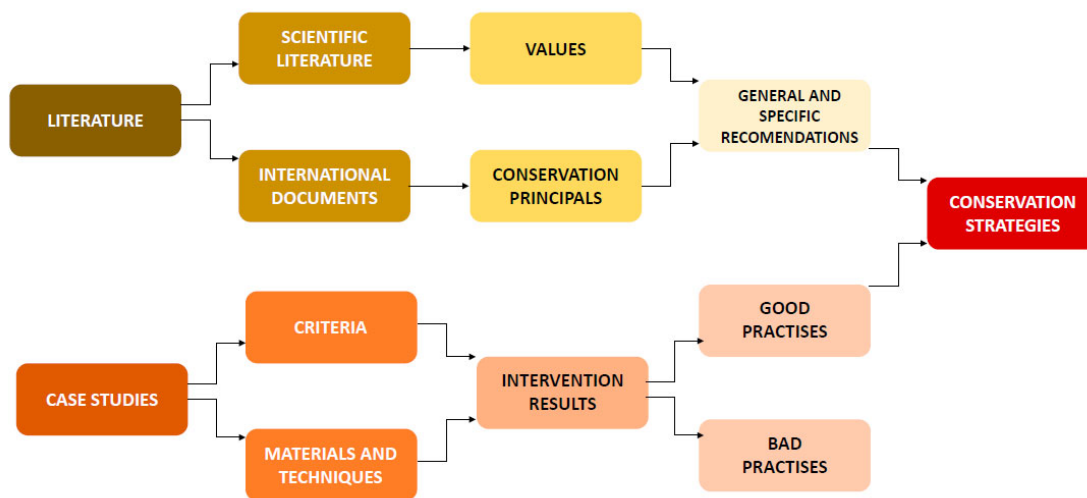 SCIENTIFIC
LITERATURE
VALUES
LITERATURE
GENERAL AND
SPECIFIC
RECOMENDATIONS
INTERNATIONAL
DOCUMENTS
CONSERVATION
PRINCIPALS
CONSERVATION
STRATEGIES
CRITERIA
GOOD
PRACTISES
CASE STUDIES
INTERVENTION
RESULTS
MATERIALS AND
TECHNIQUES
BAD
PRACTISES